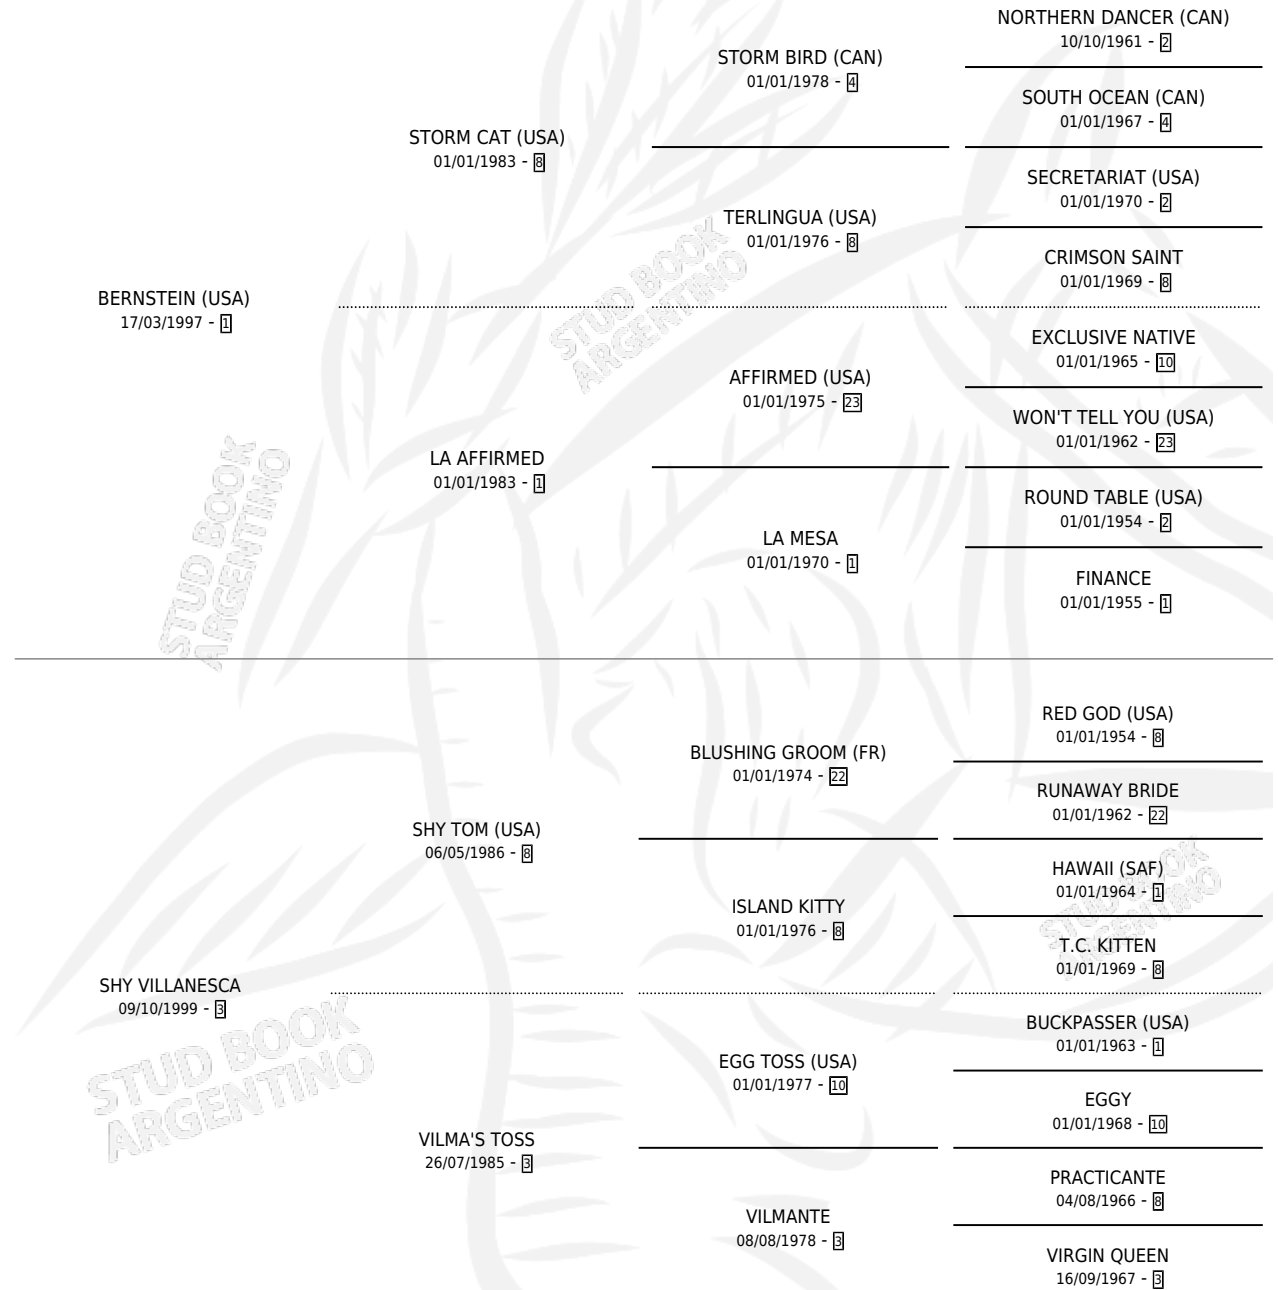 NORTHERN DANCER (CAN)
10/10/1961 - 2
STORM BIRD (CAN)
01/01/1978 - 4
SOUTH OCEAN (CAN)
01/01/1967 - 4
STORM CAT (USA)
01/01/1983 - 8
SECRETARIAT (USA)
01/01/1970 - 2
TERLINGUA (USA)
01/01/1976 - 8
CRIMSON SAINT
01/01/1969 - 8
BERNSTEIN (USA)
17/03/1997 - 1
EXCLUSIVE NATIVE
01/01/1965 - 10
AFFIRMED (USA)
01/01/1975 - 23
WON'T TELL YOU (USA)
01/01/1962 - 23
LA AFFIRMED
01/01/1983 - 1
ROUND TABLE (USA)
01/01/1954 - 2
LA MESA
01/01/1970 - 1
FINANCE
01/01/1955 - 1
RED GOD (USA)
01/01/1954 - 8
BLUSHING GROOM (FR)
01/01/1974 - 22
RUNAWAY BRIDE
01/01/1962 - 22
SHY TOM (USA)
06/05/1986 - 8
HAWAII (SAF)
01/01/1964 - 1
ISLAND KITTY
01/01/1976 - 8
T.C. KITTEN
01/01/1969 - 8
SHY VILLANESCA
09/10/1999 - 3
BUCKPASSER (USA)
01/01/1963 - 1
EGG TOSS (USA)
01/01/1977 - 10
EGGY
01/01/1968 - 10
VILMA'S TOSS
26/07/1985 - 3
PRACTICANTE
04/08/1966 - 8
VILMANTE
08/08/1978 - 3
VIRGIN QUEEN
16/09/1967 - 3
STUD BOOK
ARGENTINO
STUD BOOK
ARGENTINO
STUD BOOK
ARGENTINO
STUD BOOK
ARGENTINO